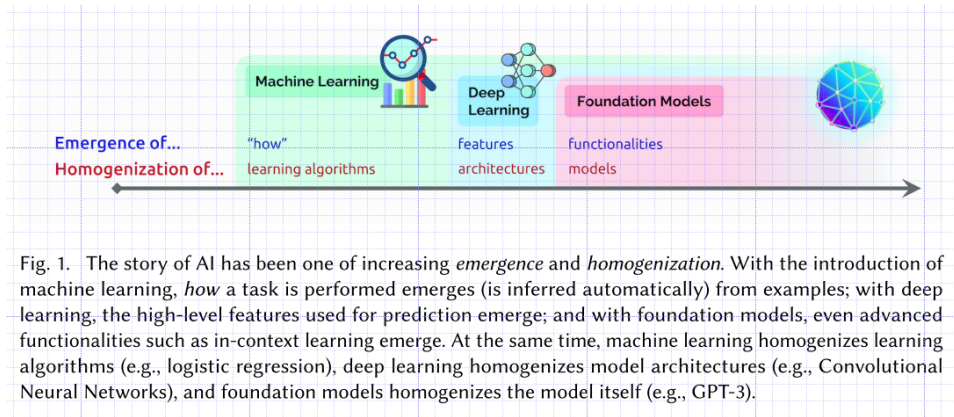 Machine Learning
Deep
Learning
Foundation Models
Emergence of... "how" features functionalities
Homogenization of... learning algorithms architectures models
Fig. 1. The story of AI has been one of increasing emergence and homogenization. With the introduction of
machine learning, how a task is performed emerges (is inferred automatically) from examples; with deep
learning, the high-level features used for prediction emerge; and with foundation models, even advanced
functionalities such as in-context learning emerge. At the same time, machine learning homogenizes learning
algorithms (e.g., logistic regression), deep learning homogenizes model architectures (e.g., Convolutional
Neural Networks), and foundation models homogenizes the model itself (e.g., GPT-3).